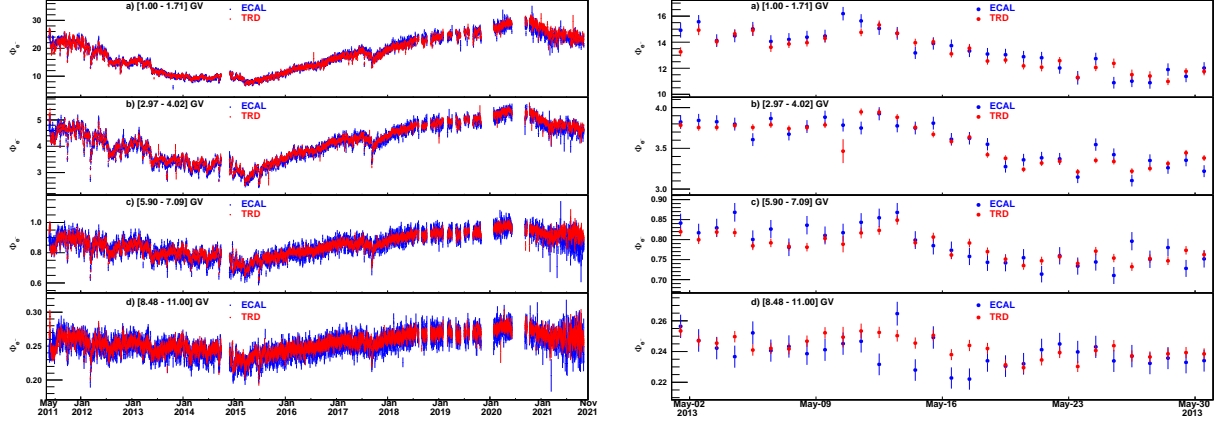 a) [1.00 - 1.71] GV
ECAL
TRD
Φe-
30
20
10
b) [2.97 - 4.02] GV
ECAL
TRD
Φe-
5
4
3
c) [5.90 - 7.09] GV
ECAL
TRD
Φe-
1.0
0.8
0.6
d) [8.48 - 11.00] GV
ECAL
TRD
Φe-
0.30
0.25
0.20
May 2011
Jan 2012
Jan 2013
Jan 2014
Jan 2015
Jan 2016
Jan 2017
Jan 2018
Jan 2019
Jan 2020
Jan 2021
Nov 2021
a) [1.00 - 1.71] GV
ECAL
TRD
Φe-
16
14
12
10
b) [2.97 - 4.02] GV
ECAL
TRD
Φe-
4.0
3.5
3.0
c) [5.90 - 7.09] GV
ECAL
TRD
Φe-
0.90
0.85
0.80
0.75
0.70
d) [8.48 - 11.00] GV
ECAL
TRD
Φe-
0.26
0.24
0.22
May-02 2013
May-09
May-16
May-23
May-30 2013